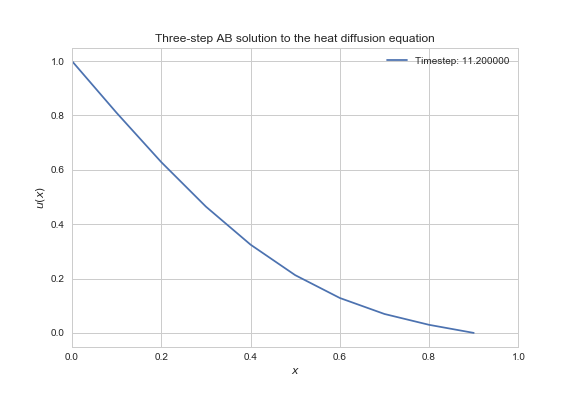 Three-step AB solution to the heat diffusion equation
Timestep: 11.200000
1.0
0.8
0.6
0.4
0.2
0.0
u(x)
0.0 0.2 0.4 0.6 0.8 1.0
x